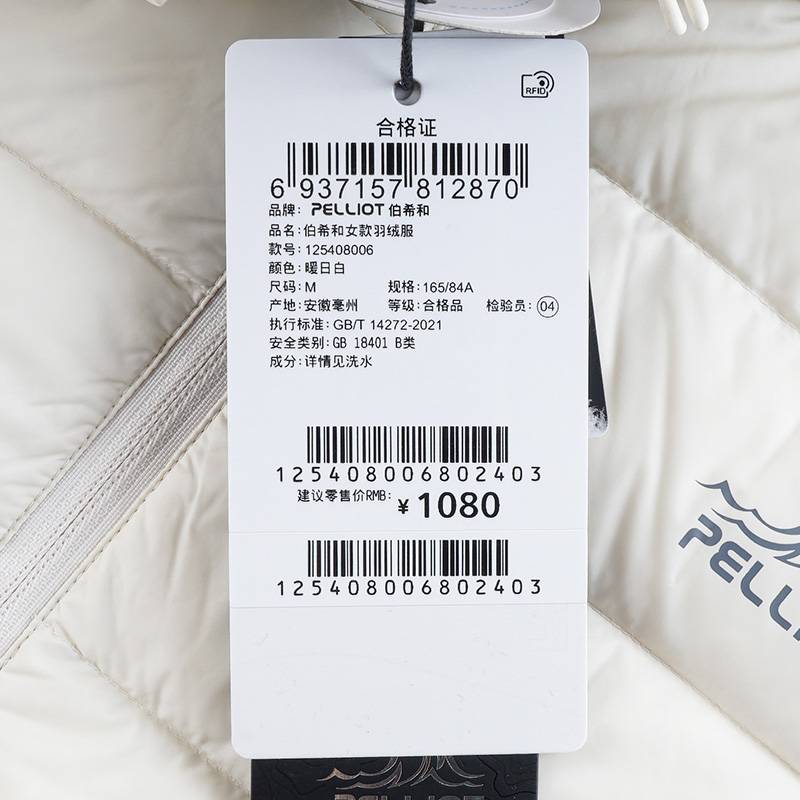 RFID
合格证
6 937157 812870
品牌: PELLIOT 伯希和
品名: 伯希和女款羽绒服
款号: 125408006
颜色: 暖日白
尺码: M 规格: 165/84A
产地: 安徽亳州 等级: 合格品 检验员: 04
执行标准: GB/T 14272-2021
安全类别: GB 18401 B类
成分: 详情见洗水
125408006802403
建议零售价RMB: ¥ 1080
125408006802403
PELLIOT
PELLIOT